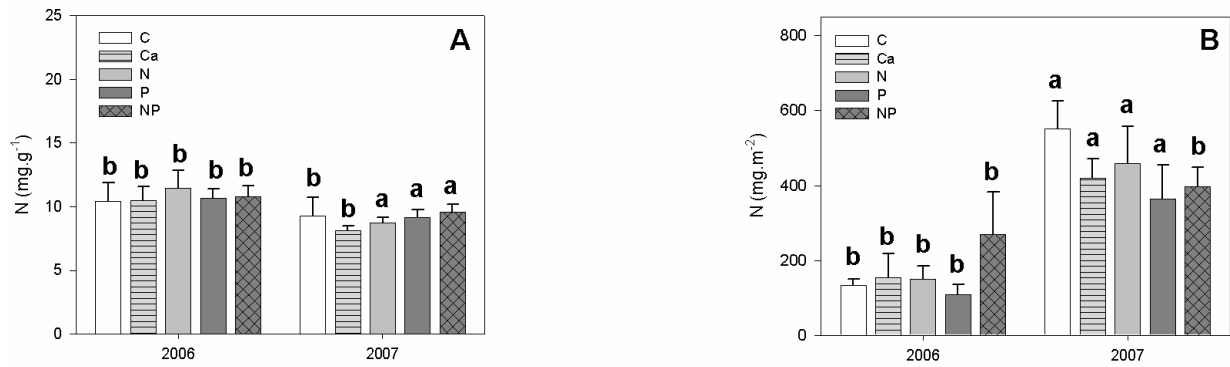 A
N (mg.g-1)
25
20
15
10
5
0
C
Ca
N
P
NP
b b b b b
b b a a a
2006 2007
B
N (mg.m-2)
800
600
400
200
0
C
Ca
N
P
NP
b b b b b
a a a a b
2006 2007